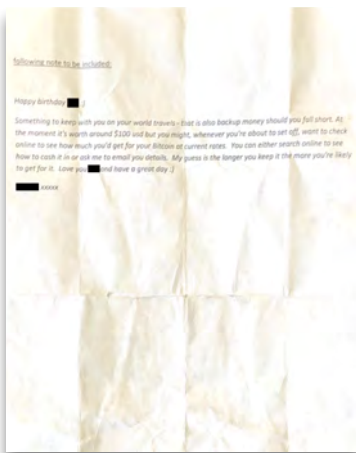 following note to be included:
Happy birthday :)
Something to keep with you on your world travels - that is also backup money should you fall short. At
the moment it's worth around $100 usd but you might, whenever you're about to set off, want to check
online to see how much you'd get for your Bitcoin at current rates. You can either search online to see
how to cash it in or ask me to email you details. My guess is the longer you keep it the more you're likely
to get for it. Love you and have a great day :)
xxxxx